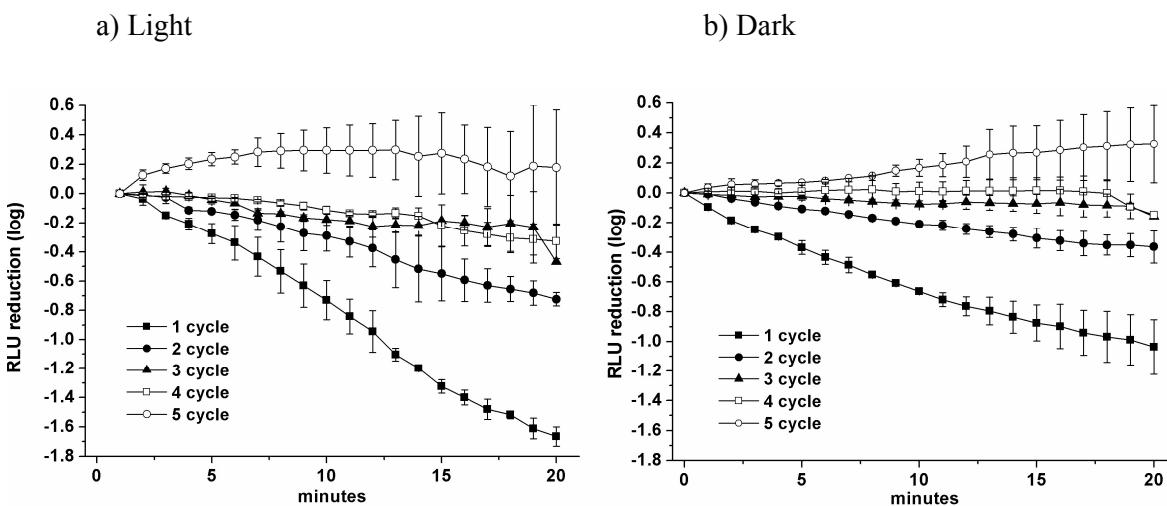 a) Light
b) Dark
RLU reduction (log)
0.6
0.4
0.2
0.0
-0.2
-0.4
-0.6
-0.8
-1.0
-1.2
-1.4
-1.6
-1.8
1 cycle
2 cycle
3 cycle
4 cycle
5 cycle
0 5 10 15 20
minutes
RLU reduction (log)
0.6
0.4
0.2
0.0
-0.2
-0.4
-0.6
-0.8
-1.0
-1.2
-1.4
-1.6
-1.8
1 cycle
2 cycle
3 cycle
4 cycle
5 cycle
0 5 10 15 20
minutes